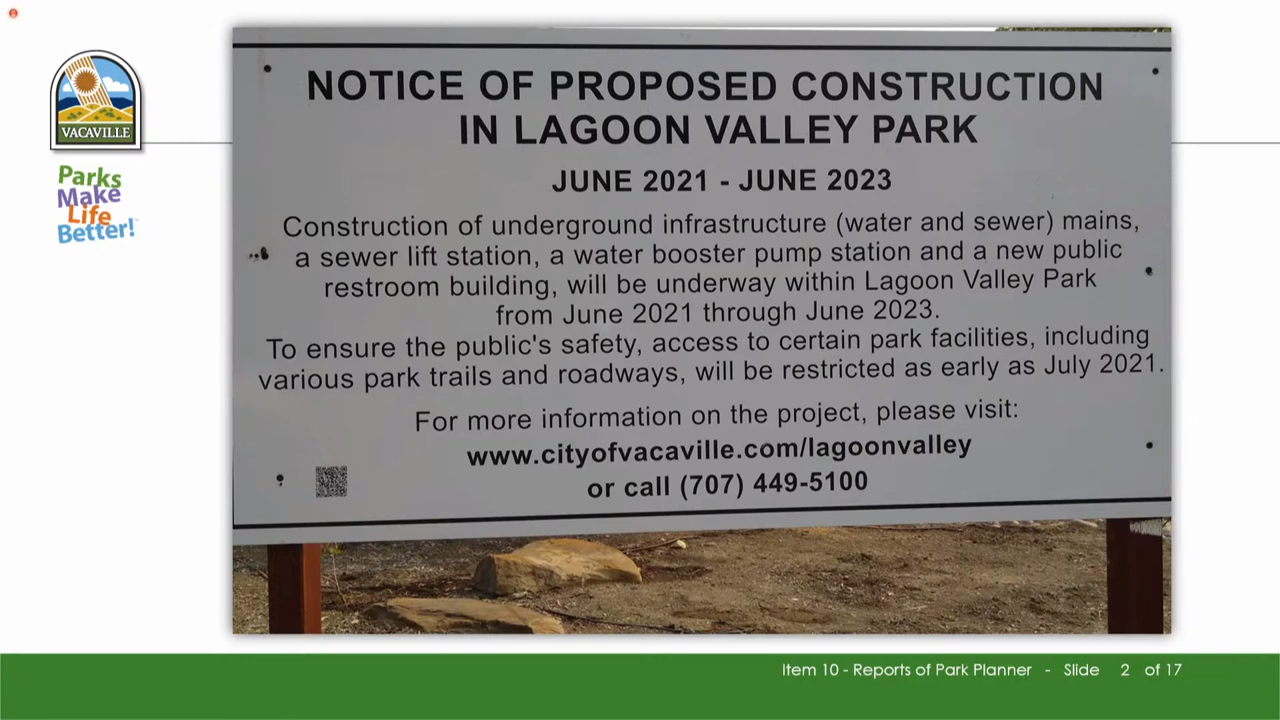 VACAVILLE
Parks
Make
Life
Better!
NOTICE OF PROPOSED CONSTRUCTION
IN LAGOON VALLEY PARK
JUNE 2021 - JUNE 2023
Construction of underground infrastructure (water and sewer) mains,
a sewer lift station, a water booster pump station and a new public
restroom building, will be underway within Lagoon Valley Park
from June 2021 through June 2023.
To ensure the public's safety, access to certain park facilities, including
various park trails and roadways, will be restricted as early as July 2021.
For more information on the project, please visit:
www.cityofvacaville.com/lagoonvalley
or call (707) 449-5100
Item 10 - Reports of Park Planner - Slide 2 of 17